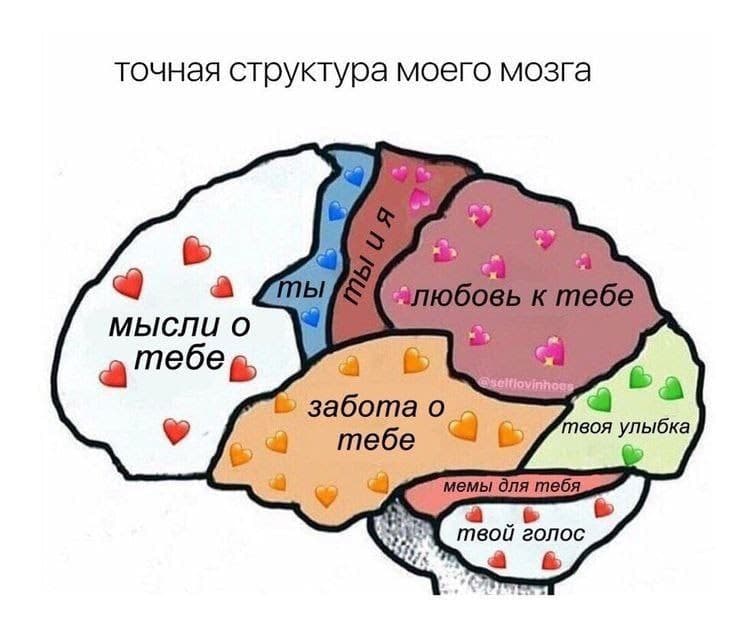 точная структура моего мозга
ты и я
ты
любовь к тебе
мысли о
тебе
@selflovinhoes
забота о
тебе
твоя улыбка
мемы для тебя
твой голос